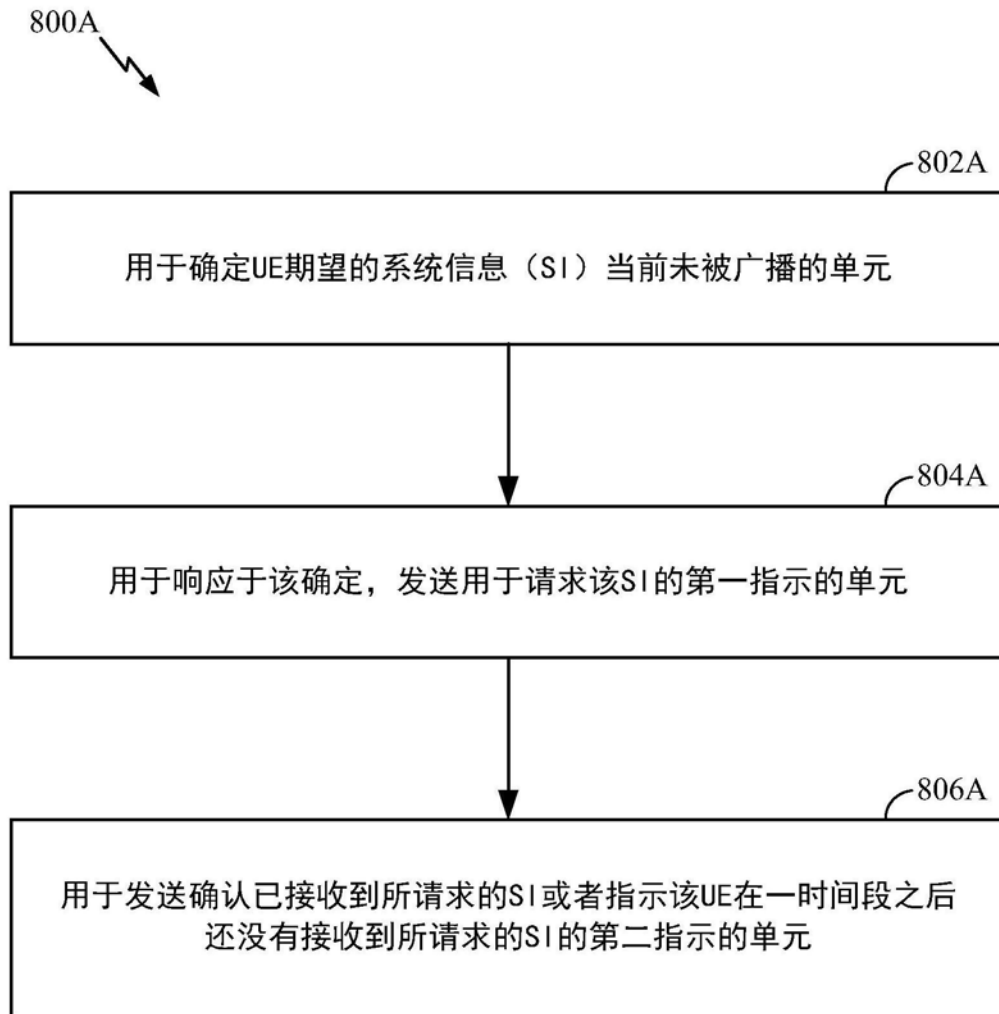 800A
802A
用于确定UE期望的系统信息（SI）当前未被广播的单元
804A
用于响应于该确定，发送用于请求该SI的第一指示的单元
806A
用于发送确认已接收到所请求的SI或者指示该UE在一时间段之后
还没有接收到所请求的SI的第二指示的单元